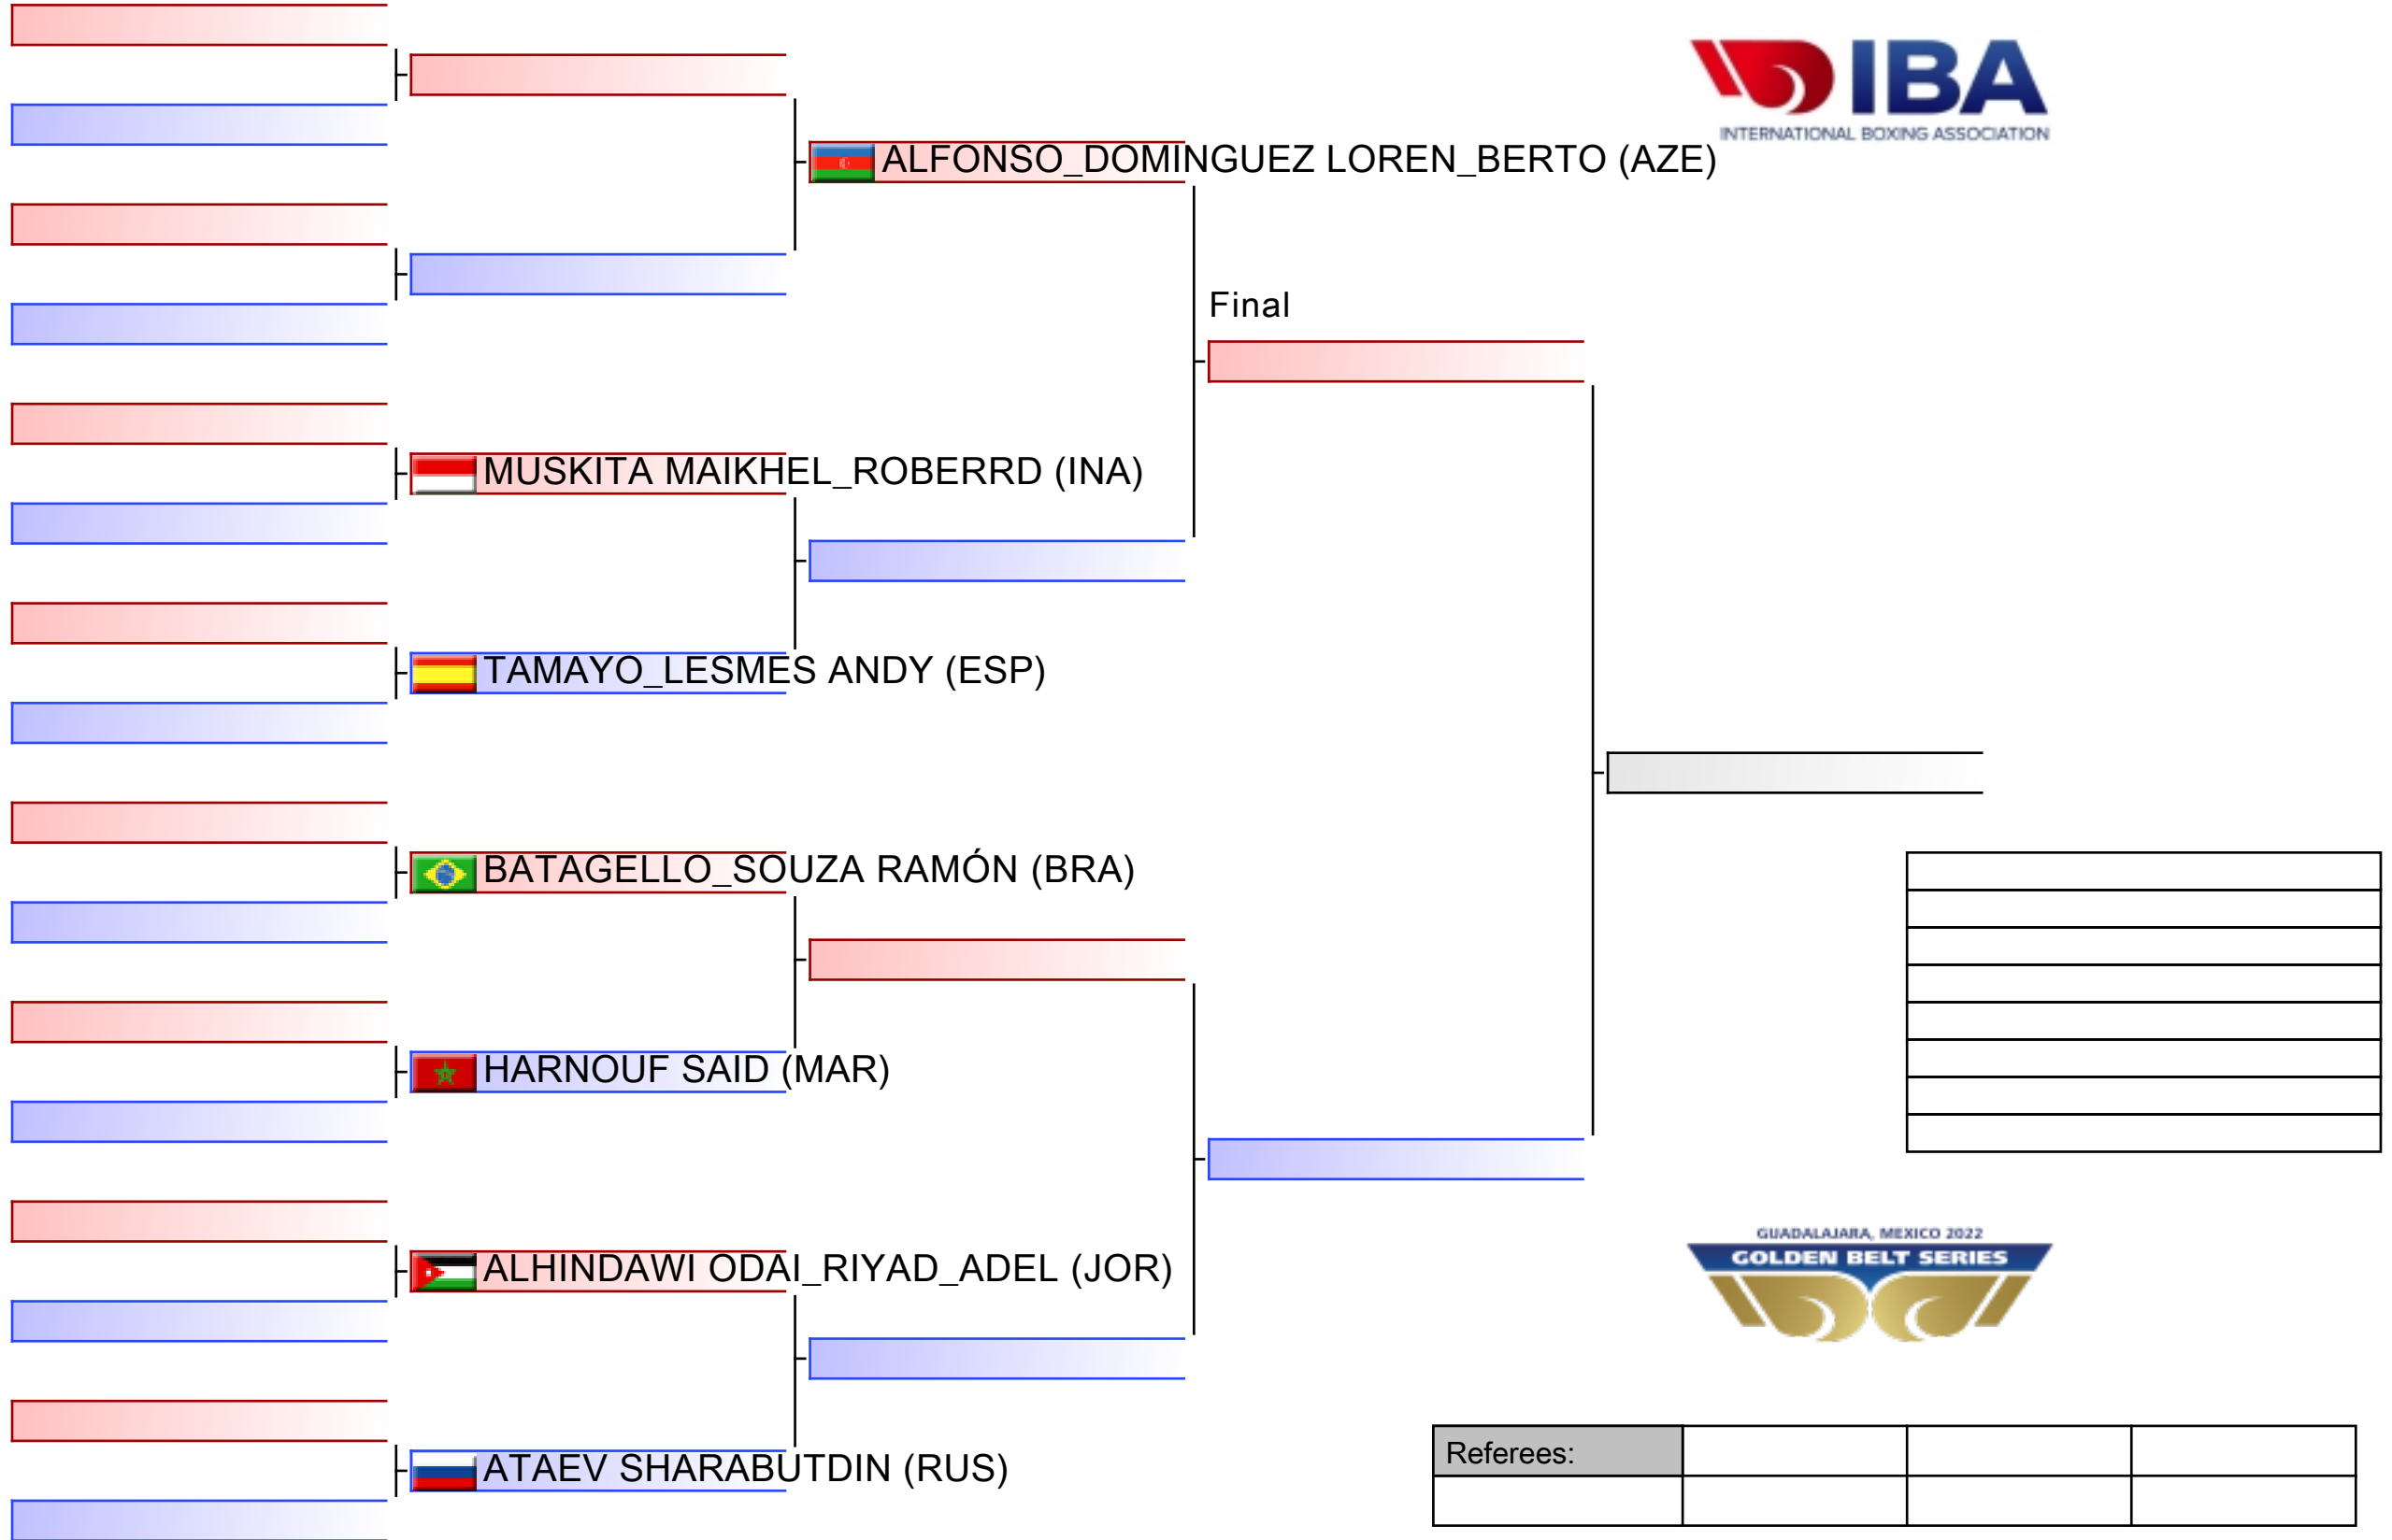 IBA
INTERNATIONAL BOXING ASSOCIATION
ALFONSO_DOMINGUEZ LOREN_BERTO (AZE)
Final
MUSKITA MAIKHEL_ROBERRD (INA)
TAMAYO_LESMES ANDY (ESP)
BATAGELLO_SOUZA RAMÓN (BRA)
HARNOUF SAID (MAR)
GUADALAJARA, MEXICO 2022
GOLDEN BELT SERIES
ALHINDAWI ODAI_RIYAD_ADEL (JOR)
Referees:
ATAEV SHARABUTDIN (RUS)